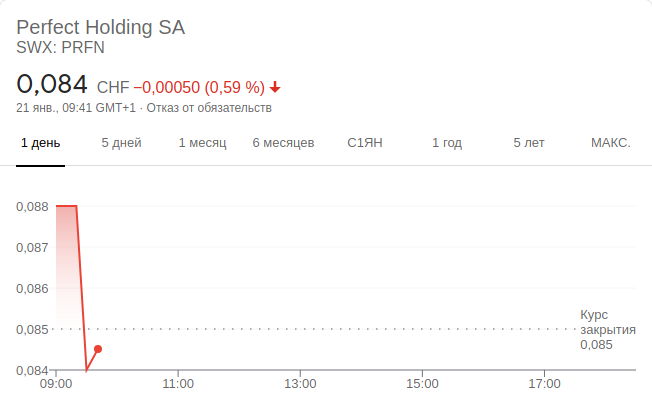 Perfect Holding SA
SWX: PRFN
0,084 CHF −0,00050 (0,59 %)
21 янв., 09:41 GMT+1 · Отказ от обязательств
1 день 5 дней 1 месяц 6 месяцев С1ЯН 1 год 5 лет МАКС.
0,088
0,087
0,086
Курс
0,085 закрытия
0,085
0,084
09:00 11:00 13:00 15:00 17:00